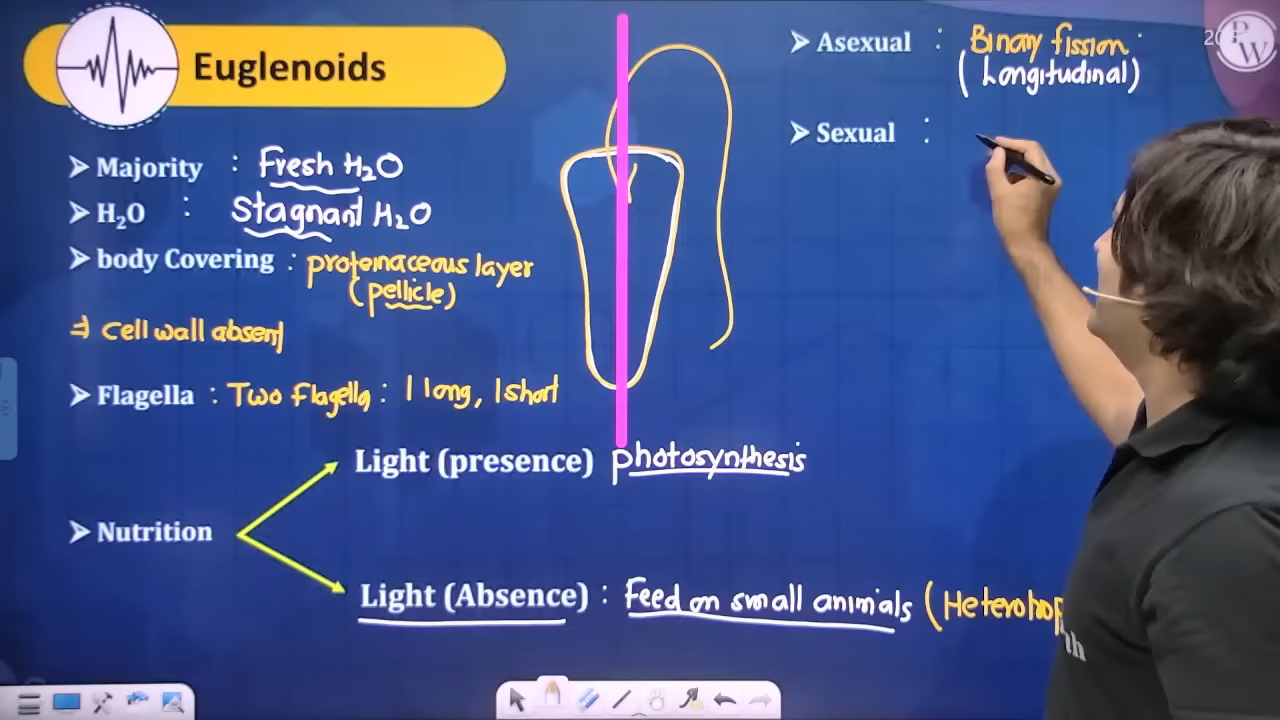 Euglenoids
➤ Majority : Fresh H₂O
➤ H₂O : Stagnant H₂O
➤ body Covering : proteinaceous layer
(pellicle)
⇒ Cell wall absent
➤ Flagella : Two flagella : 1 long, 1 short
Light (presence) photosynthesis
➤ Nutrition
Light (Absence) : Feed on small animals (Heterotrop
➤ Asexual : Binary fission
(Longitudinal)
➤ Sexual :
PW